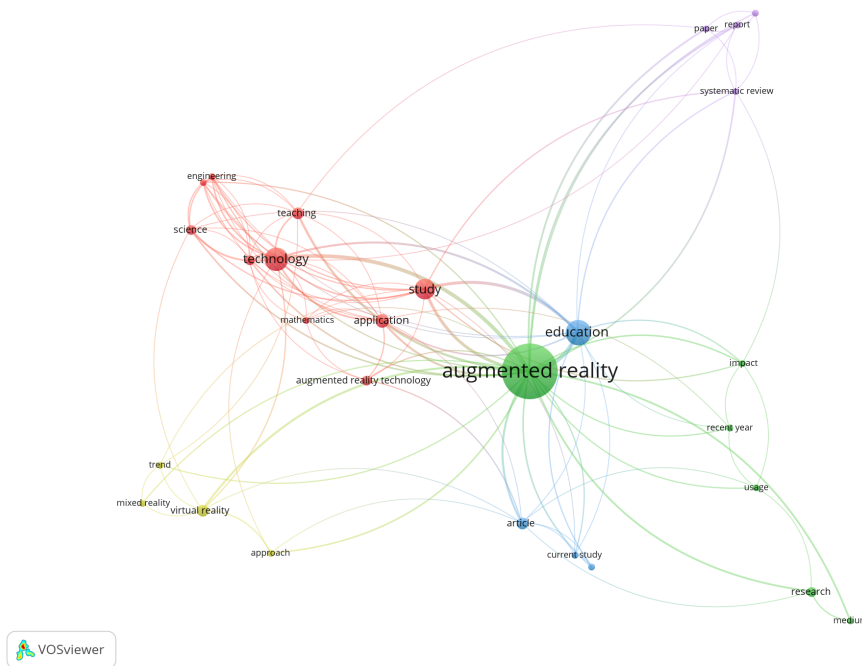 report
paper
systematic review
engineering
teaching
science
technology
study
mathematics
application
education
augmented reality
augmented reality technology
impact
recent year
trend
usage
mixed reality
virtual reality
article
approach
current study
research
medium
VOSviewer